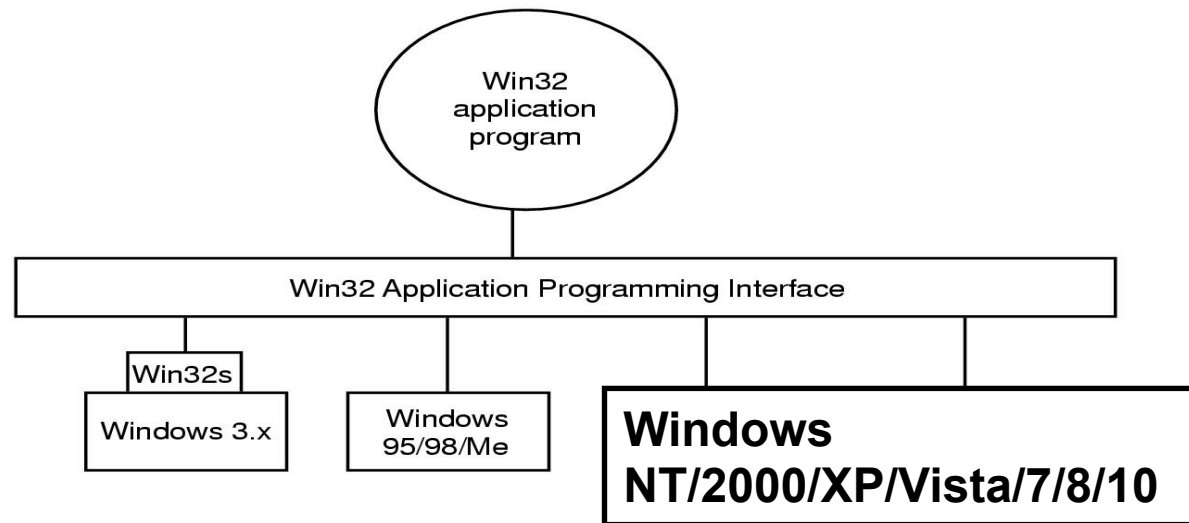 Win32
application
program
Win32 Application Programming Interface
Win32s
Windows 3.x
Windows
95/98/Me
Windows
NT/2000/XP/Vista/7/8/10